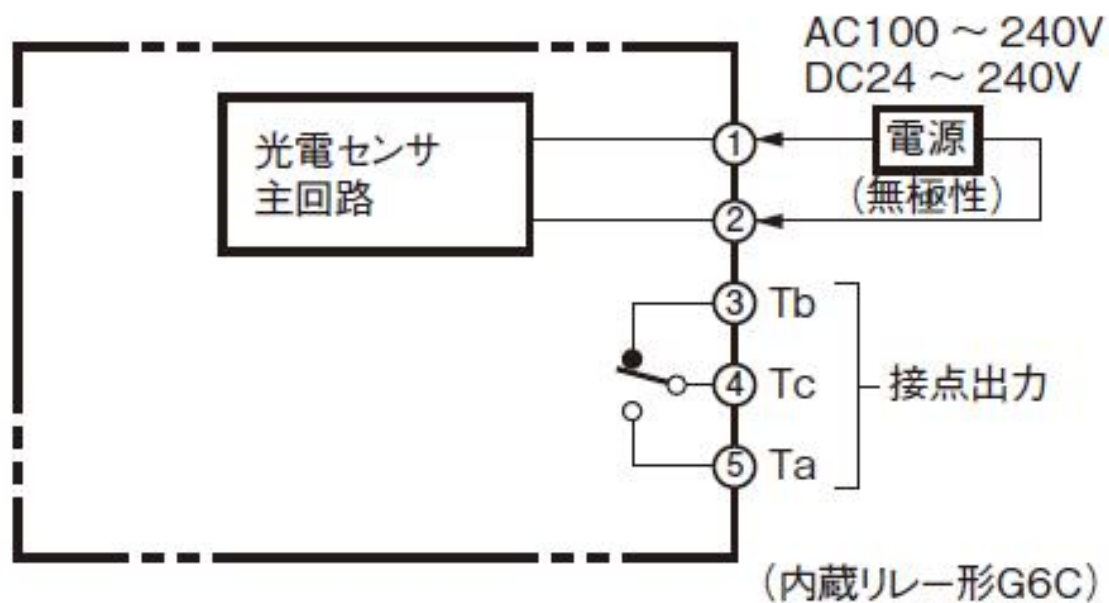 AC100 ~ 240V
DC24 ~ 240V
光電センサ
主回路
① 電源
(無極性)
②
③ Tb
④ Tc
接点出力
⑤ Ta
(内蔵リレー形G6C)